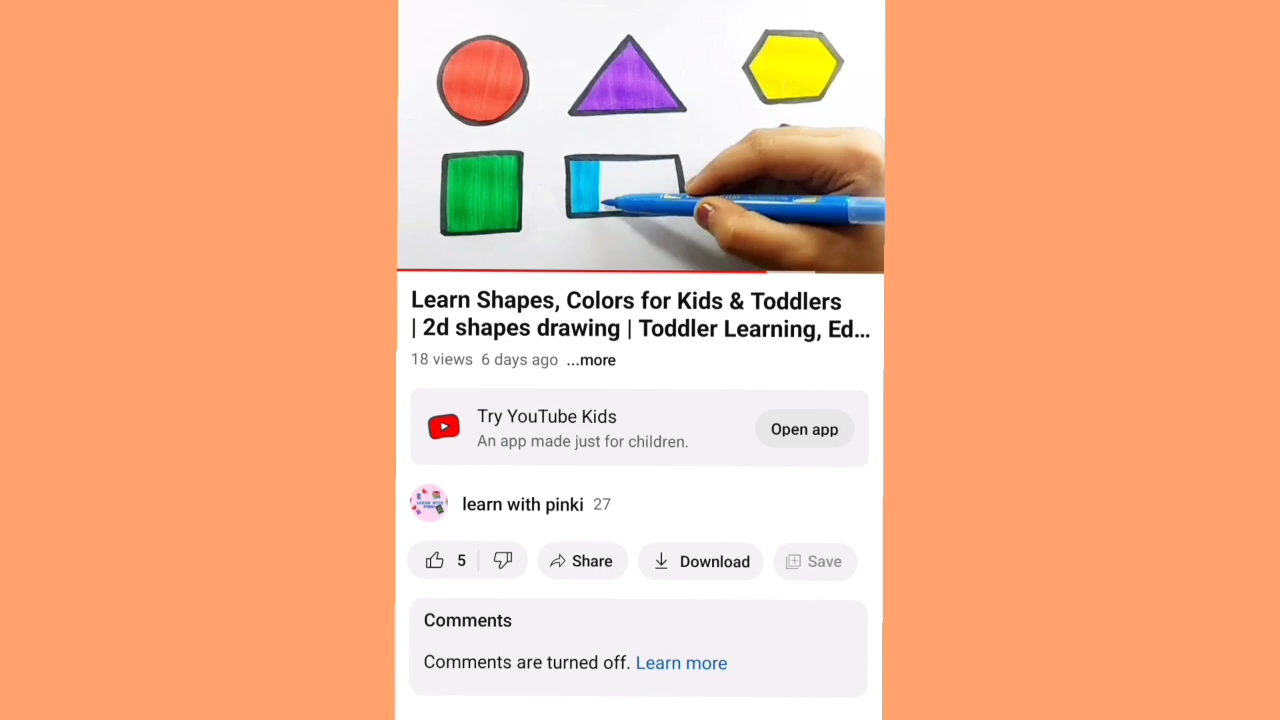 Learn Shapes, Colors for Kids & Toddlers
| 2d shapes drawing | Toddler Learning, Ed...
18 views 6 days ago ...more
Try YouTube Kids
An app made just for children.
Open app
learn with pinki 27
5 Share Download Save
Comments
Comments are turned off. Learn more